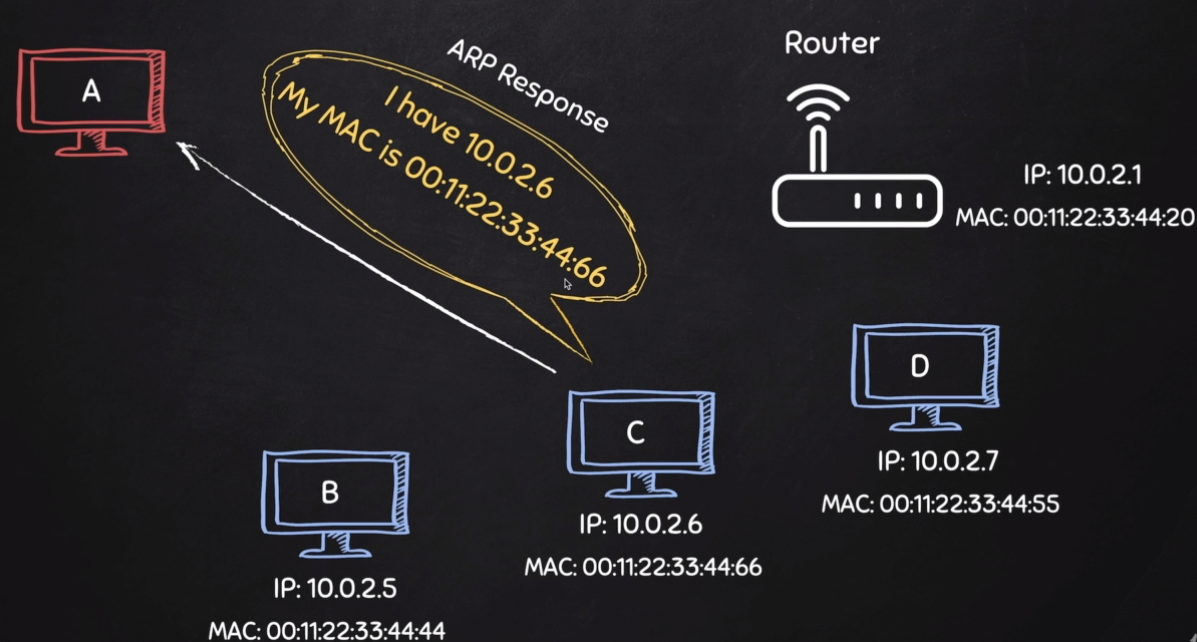 A
ARP Response
I have 10.0.2.6
My MAC is 00:11:22:33:44:66
Router
IP: 10.0.2.1
MAC: 00:11:22:33:44:20
D
IP: 10.0.2.7
MAC: 00:11:22:33:44:55
C
IP: 10.0.2.6
MAC: 00:11:22:33:44:66
B
IP: 10.0.2.5
MAC: 00:11:22:33:44:44